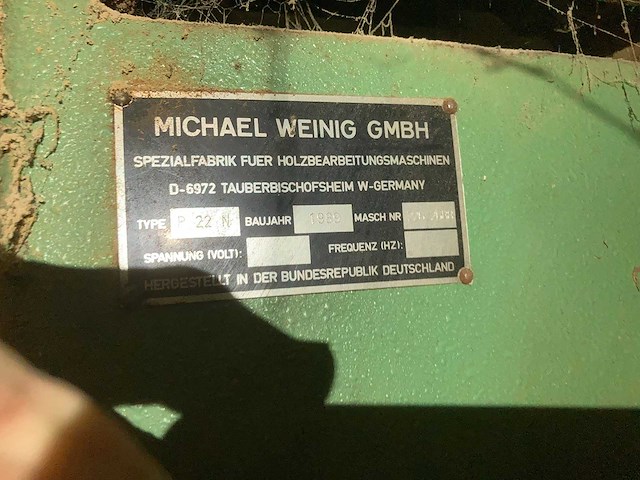 MICHAEL WEINIG GMBH
SPEZIALFABRIK FUER HOLZBEARBEITUNGSMASCHINEN
D-6972 TAUBERBISCHOFSHEIM W-GERMANY
TYPE P 22 N BAUJAHR MASCH NR
SPANNUNG (VOLT): FREQUENZ (HZ):
HERGESTELLT IN DER BUNDESREPUBLIK DEUTSCHLAND